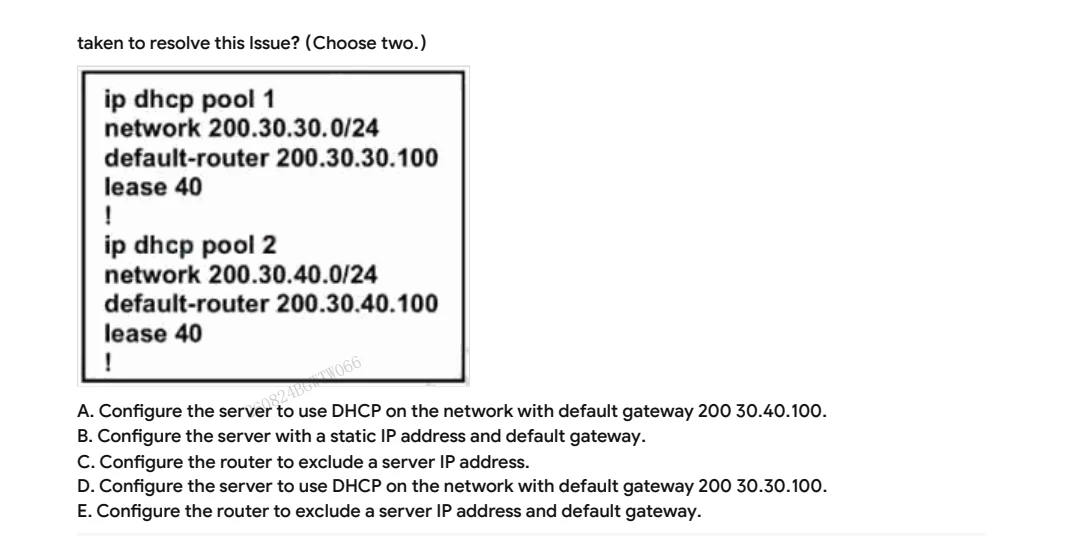 taken to resolve this Issue? (Choose two.)
ip dhcp pool 1
network 200.30.30.0/24
default-router 200.30.30.100
lease 40
!
ip dhcp pool 2
network 200.30.40.0/24
default-router 200.30.40.100
lease 40
!
A. Configure the server to use DHCP on the network with default gateway 200 30.40.100.
B. Configure the server with a static IP address and default gateway.
C. Configure the router to exclude a server IP address.
D. Configure the server to use DHCP on the network with default gateway 200 30.30.100.
E. Configure the router to exclude a server IP address and default gateway.